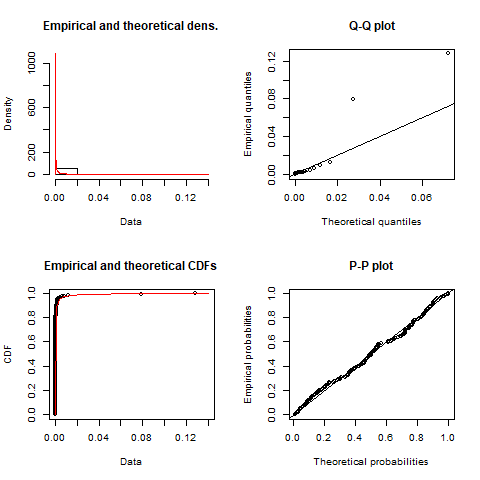 Empirical and theoretical dens.
Density
0 200 600 1000
0.00 0.04 0.08 0.12
Data
Q-Q plot
Empirical quantiles
0.00 0.04 0.08 0.12
0.00 0.02 0.04 0.06
Theoretical quantiles
Empirical and theoretical CDFs
CDF
0.0 0.2 0.4 0.6 0.8 1.0
0.00 0.04 0.08 0.12
Data
P-P plot
Empirical probabilities
0.0 0.2 0.4 0.6 0.8 1.0
0.0 0.2 0.4 0.6 0.8 1.0
Theoretical probabilities